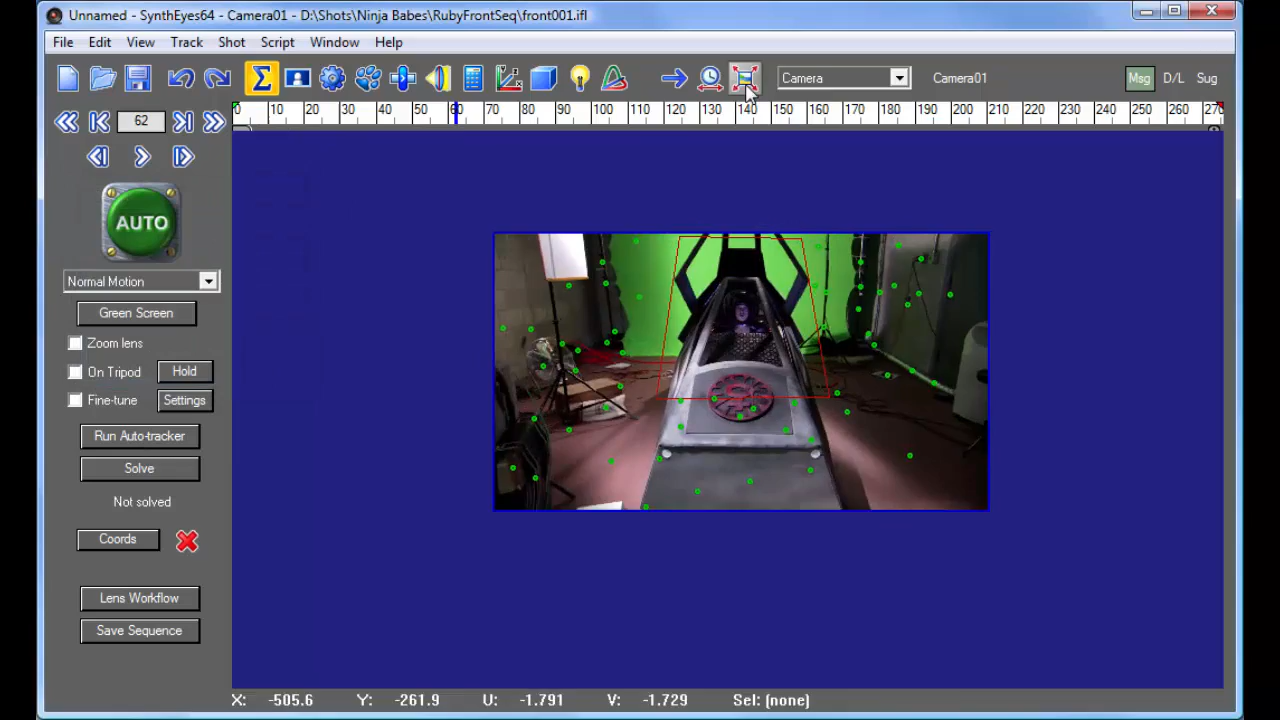 Unnamed - SynthEyes64 - Camera01 - D:\Shots\Ninja Babes\RubyFrontSeq\front001.ifl
File Edit View Track Shot Script Window Help
Camera Camera01 Msg D/L Sug
62 0 10 20 30 40 50 60 70 80 90 100 110 120 130 140 150 160 170 180 190 200 210 220 230 240 250 260 270
AUTO
Normal Motion
Green Screen
Zoom lens
On Tripod Hold
Fine-tune Settings
Run Auto-tracker
Solve
Not solved
Coords
Lens Workflow
Save Sequence
X: -505.6 Y: -261.9 U: -1.791 V: -1.729 Sel: (none)